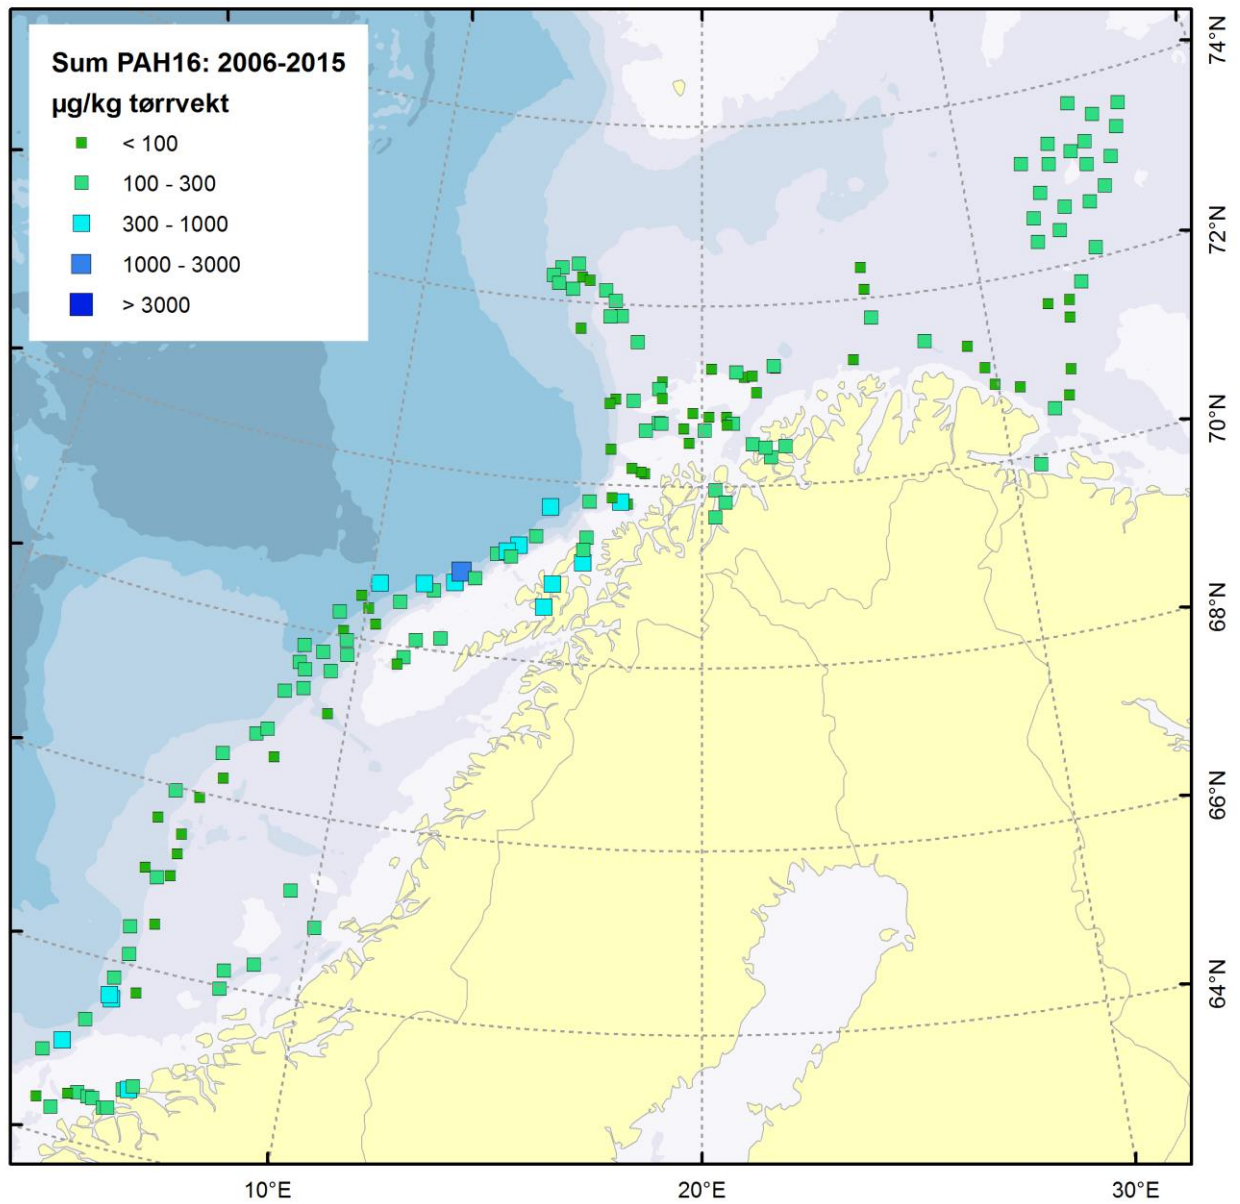 Sum PAH16: 2006-2015
µg/kg tørrvekt
< 100
100 - 300
300 - 1000
1000 - 3000
> 3000
74°N
72°N
70°N
68°N
66°N
64°N
10°E
20°E
30°E